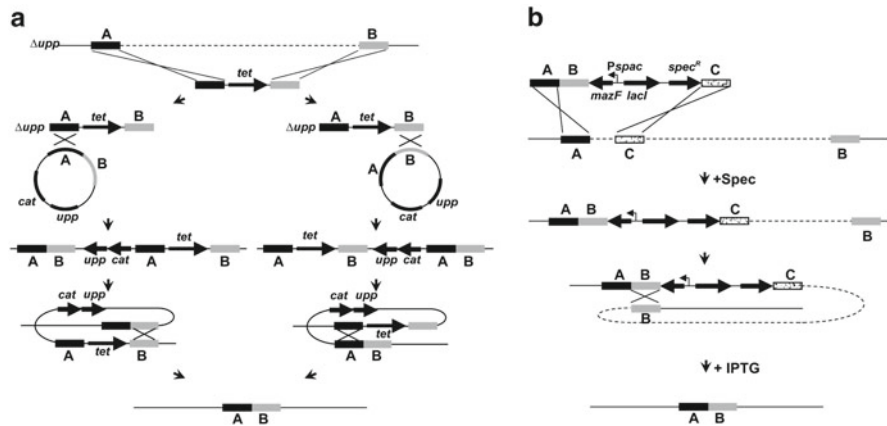 a
A
B
Δupp
tet
A tet B
Δupp
A
B
cat
upp
A tet B
Δupp
B
A
upp
cat
tet
A B upp cat A B
tet
A B upp cat A B
cat upp
A tet B
cat upp
tet
A B
A B
b
Pspac specR
A B C
mazF lacI
A C B
+Spec
A B C
B
A B C
B
+ IPTG
A B